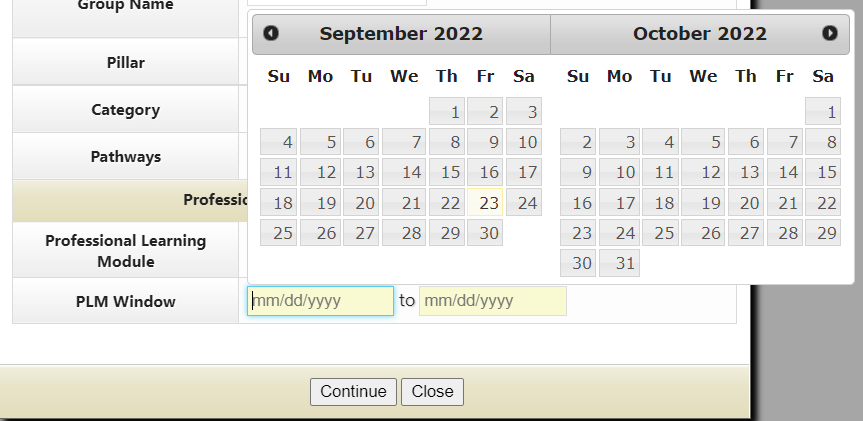 Group Name
September 2022 October 2022
Su Mo Tu We Th Fr Sa Su Mo Tu We Th Fr Sa
Pillar
Category
Pathways
1 2 3 1
4 5 6 7 8 9 10 2 3 4 5 6 7 8
11 12 13 14 15 16 17 9 10 11 12 13 14 15
18 19 20 21 22 23 24 16 17 18 19 20 21 22
25 26 27 28 29 30 23 24 25 26 27 28 29
30 31
Professio
Professional Learning
Module
PLM Window mm/dd/yyyy to mm/dd/yyyy
Continue Close